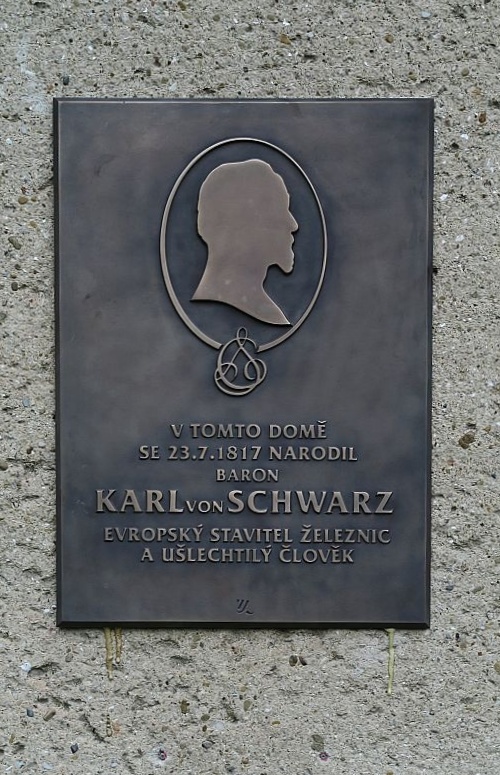 V TOMTO DOMĚ
SE 23.7.1817 NARODIL
BARON
KARL VON SCHWARZ
EVROPSKÝ STAVITEL ŽELEZNIC
A UŠLECHTILÝ ČLOVĚK